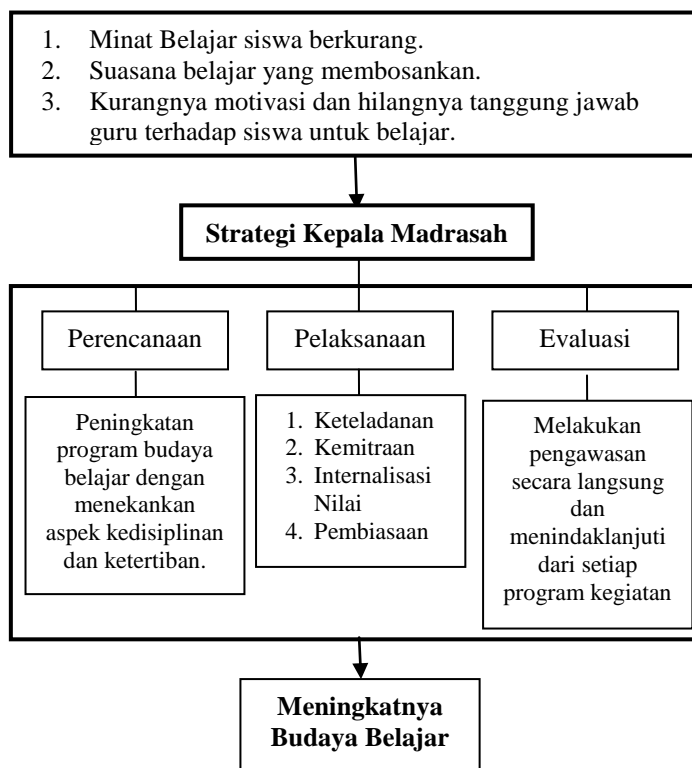 1. Minat Belajar siswa berkurang.
2. Suasana belajar yang membosankan.
3. Kurangnya motivasi dan hilangnya tanggung jawab
guru terhadap siswa untuk belajar.
Strategi Kepala Madrasah
Perencanaan
Peningkatan
program budaya
belajar dengan
menekankan
aspek kedisiplinan
dan ketertiban.
Pelaksanaan
1. Keteladanan
2. Kemitraan
3. Internalisasi
Nilai
4. Pembiasaan
Evaluasi
Melakukan
pengawasan
secara langsung
dan
menindaklanjuti
dari setiap
program kegiatan
Meningkatnya
Budaya Belajar